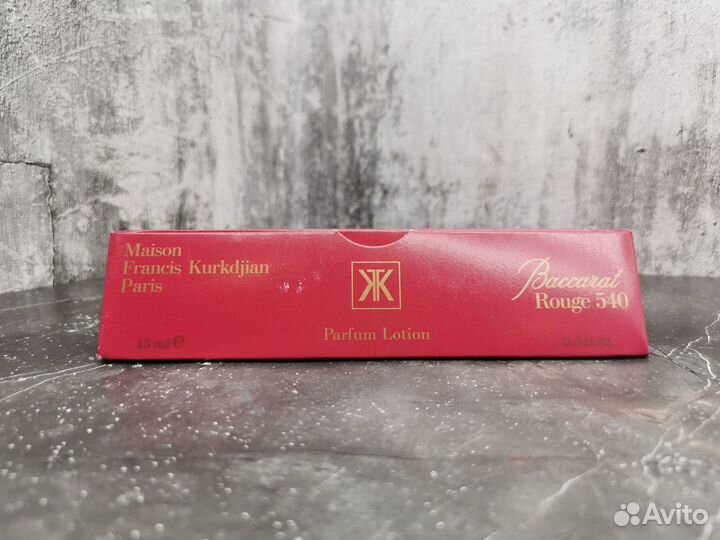 Maison
Francis Kurkdjian
Paris
Baccarat
Rouge 540
Parfum Lotion
15 ml e
Avito